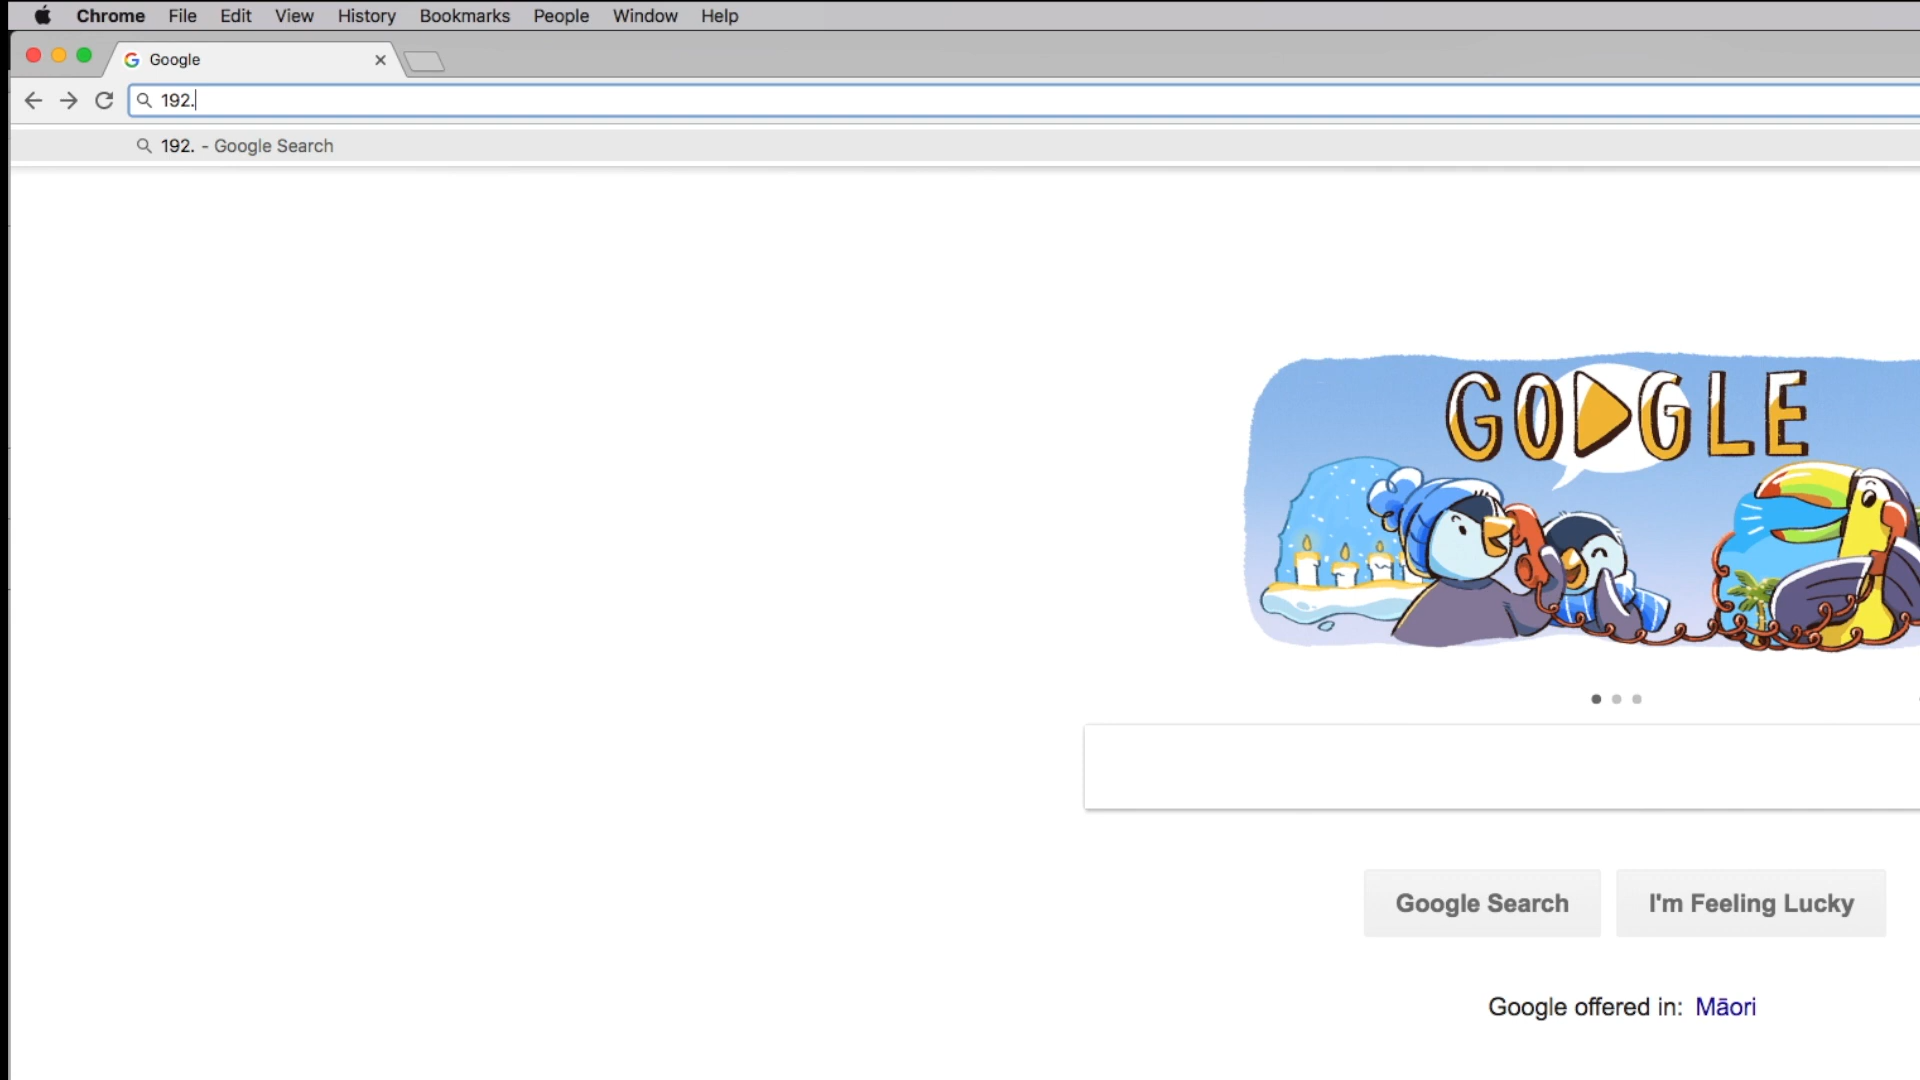 Chrome File Edit View History Bookmarks People Window Help
Google
192.
192. - Google Search
GOOGLE
Google Search I'm Feeling Lucky
Google offered in: Māori